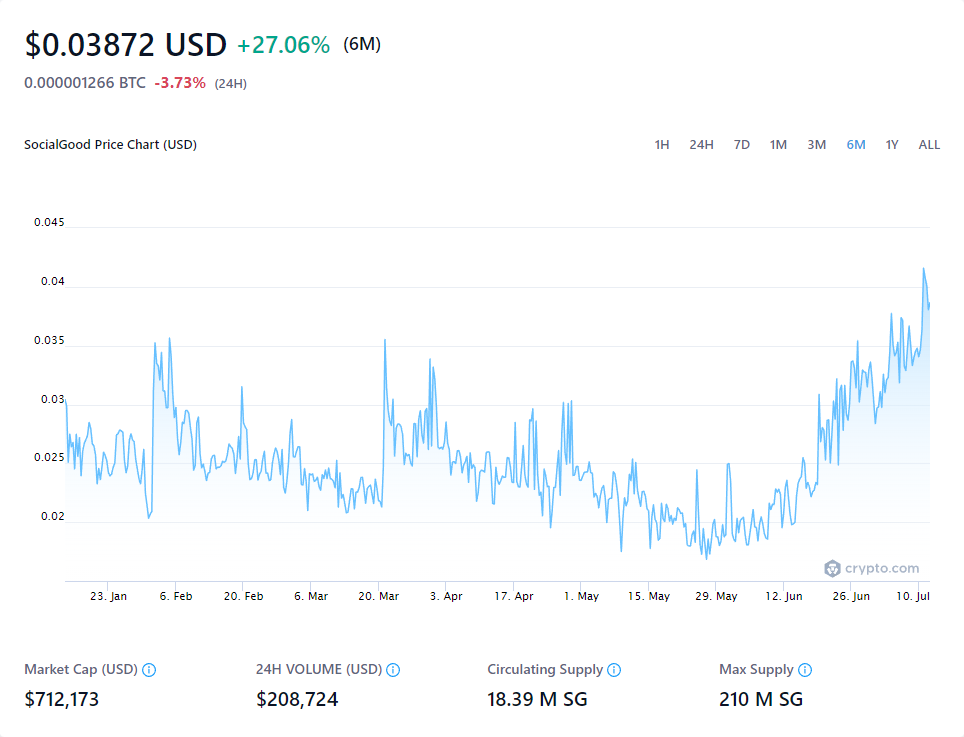 $0.03872 USD +27.06% (6M)
0.000001266 BTC -3.73% (24H)
SocialGood Price Chart (USD) 1H 24H 7D 1M 3M 6M 1Y ALL
0.045
0.04
0.035
0.03
0.025
0.02
crypto.com
23. Jan 6. Feb 20. Feb 6. Mar 20. Mar 3. Apr 17. Apr 1. May 15. May 29. May 12. Jun 26. Jun 10. Jul
Market Cap (USD) 24H VOLUME (USD) Circulating Supply Max Supply
$712,173 $208,724 18.39 M SG 210 M SG